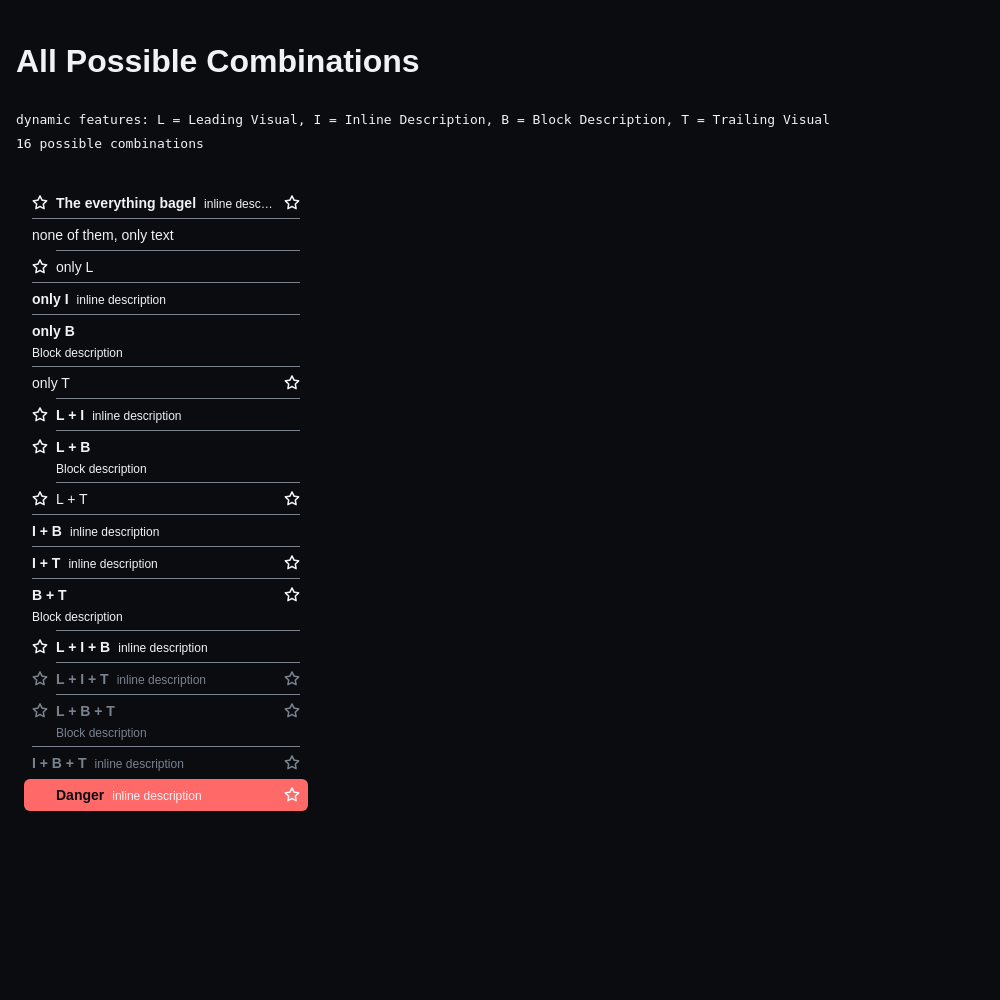 All Possible Combinations
dynamic features: L = Leading Visual, I = Inline Description, B = Block Description, T = Trailing Visual
16 possible combinations
The everything bagel inline desc…
none of them, only text
only L
only I inline description
only B
Block description
only T
L + I inline description
L + B
Block description
L + T
I + B inline description
I + T inline description
B + T
Block description
L + I + B inline description
L + I + T inline description
L + B + T
Block description
I + B + T inline description
Danger inline description